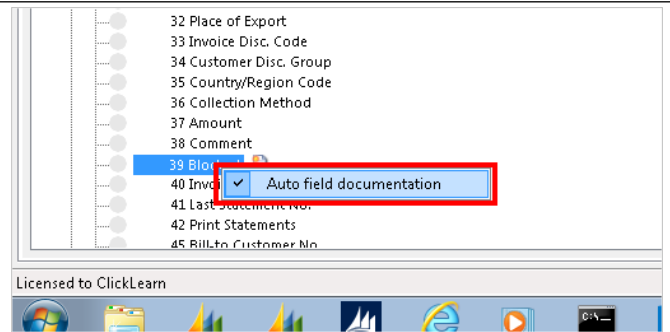 32 Place of Export
33 Invoice Disc. Code
34 Customer Disc. Group
35 Country/Region Code
36 Collection Method
37 Amount
38 Comment
39
Auto field documentation
40
41 Last Statement No.
42 Print Statements
45 Bill-to Customer No
Licensed to ClickLearn
C:\_